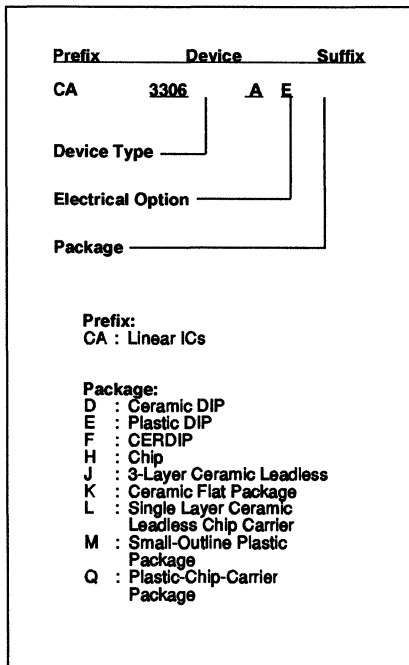 Prefix Device Suffix
CA 3306 A E
Device Type
Electrical Option
Package
Prefix:
CA : Linear ICs
Package:
D : Ceramic DIP
E : Plastic DIP
F : CERDIP
H : Chip
J : 3-Layer Ceramic Leadless
K : Ceramic Flat Package
L : Single Layer Ceramic
Leadless Chip Carrier
M : Small-Outline Plastic
Package
Q : Plastic-Chip-Carrier
Package